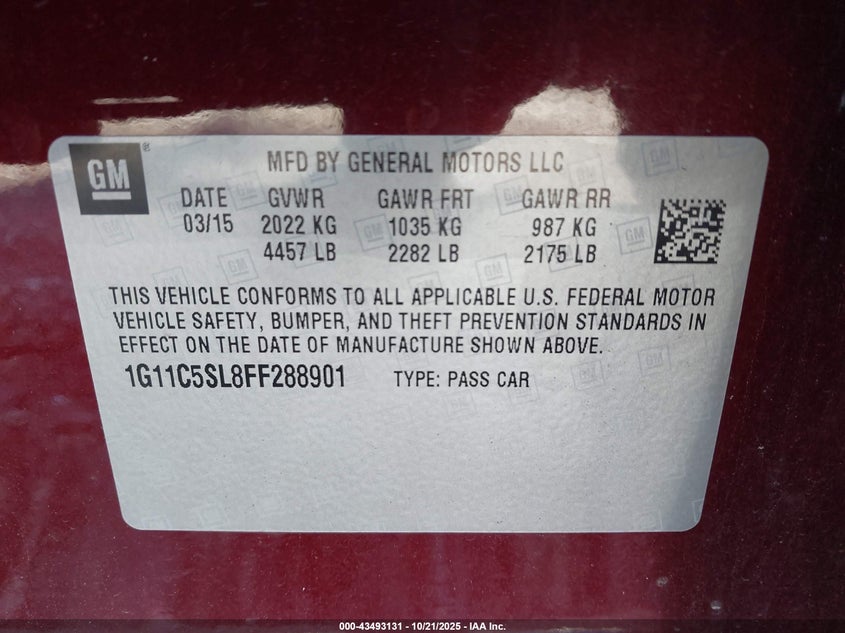 GM ®
MFD BY GENERAL MOTORS LLC
DATE GVWR GAWR FRT GAWR RR
03/15 2022 KG 1035 KG 987 KG
4457 LB 2282 LB 2175 LB
THIS VEHICLE CONFORMS TO ALL APPLICABLE U.S. FEDERAL MOTOR
VEHICLE SAFETY, BUMPER, AND THEFT PREVENTION STANDARDS IN
EFFECT ON THE DATE OF MANUFACTURE SHOWN ABOVE.
1G11C5SL8FF288901 TYPE: PASS CAR
000-43493131 - 10/21/2025 - IAA Inc.